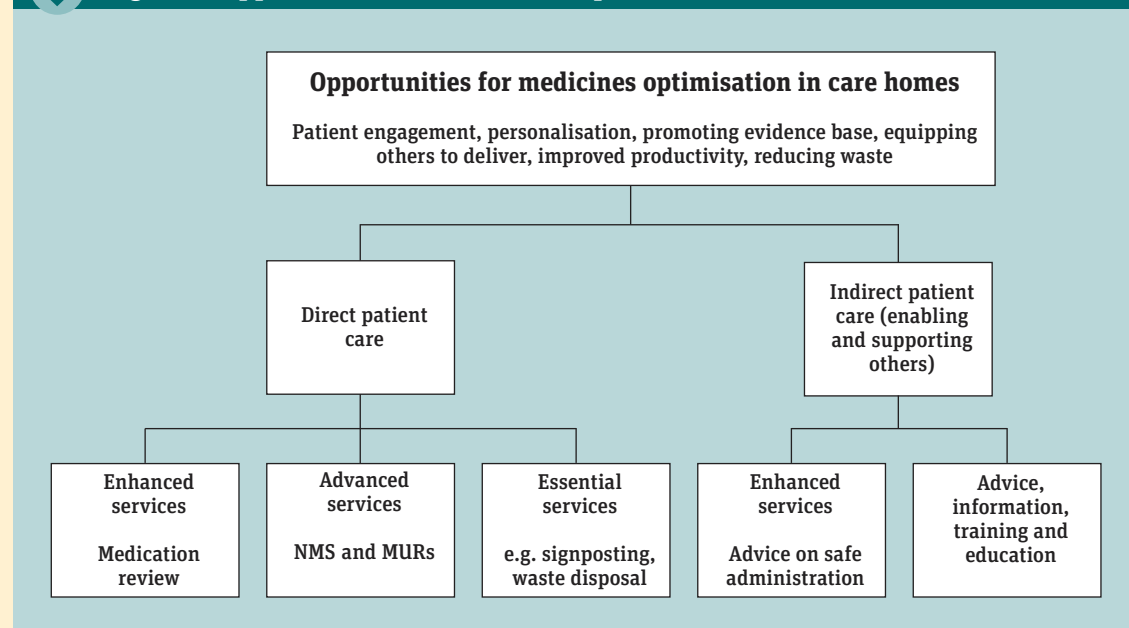 Opportunities for medicines optimisation in care homes
Patient engagement, personalisation, promoting evidence base, equipping
others to deliver, improved productivity, reducing waste
Direct patient
care
Indirect patient
care (enabling
and supporting
others)
Enhanced
services
Medication
review
Advanced
services
NMS and MURs
Essential
services
e.g. signposting,
waste disposal
Enhanced
services
Advice on safe
administration
Advice,
information,
training and
education